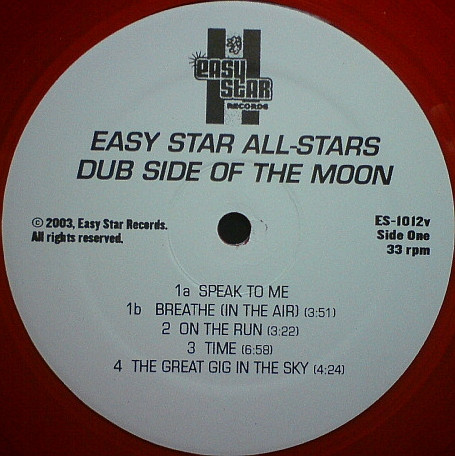 easy
star
RECORDS
EASY STAR ALL-STARS
DUB SIDE OF THE MOON
© 2003, Easy Star Records.
All rights reserved.
ES-1012v
Side One
33 rpm
1a SPEAK TO ME
1b BREATHE (IN THE AIR) (3:51)
2 ON THE RUN (3:22)
3 TIME (6:58)
4 THE GREAT GIG IN THE SKY (4:24)